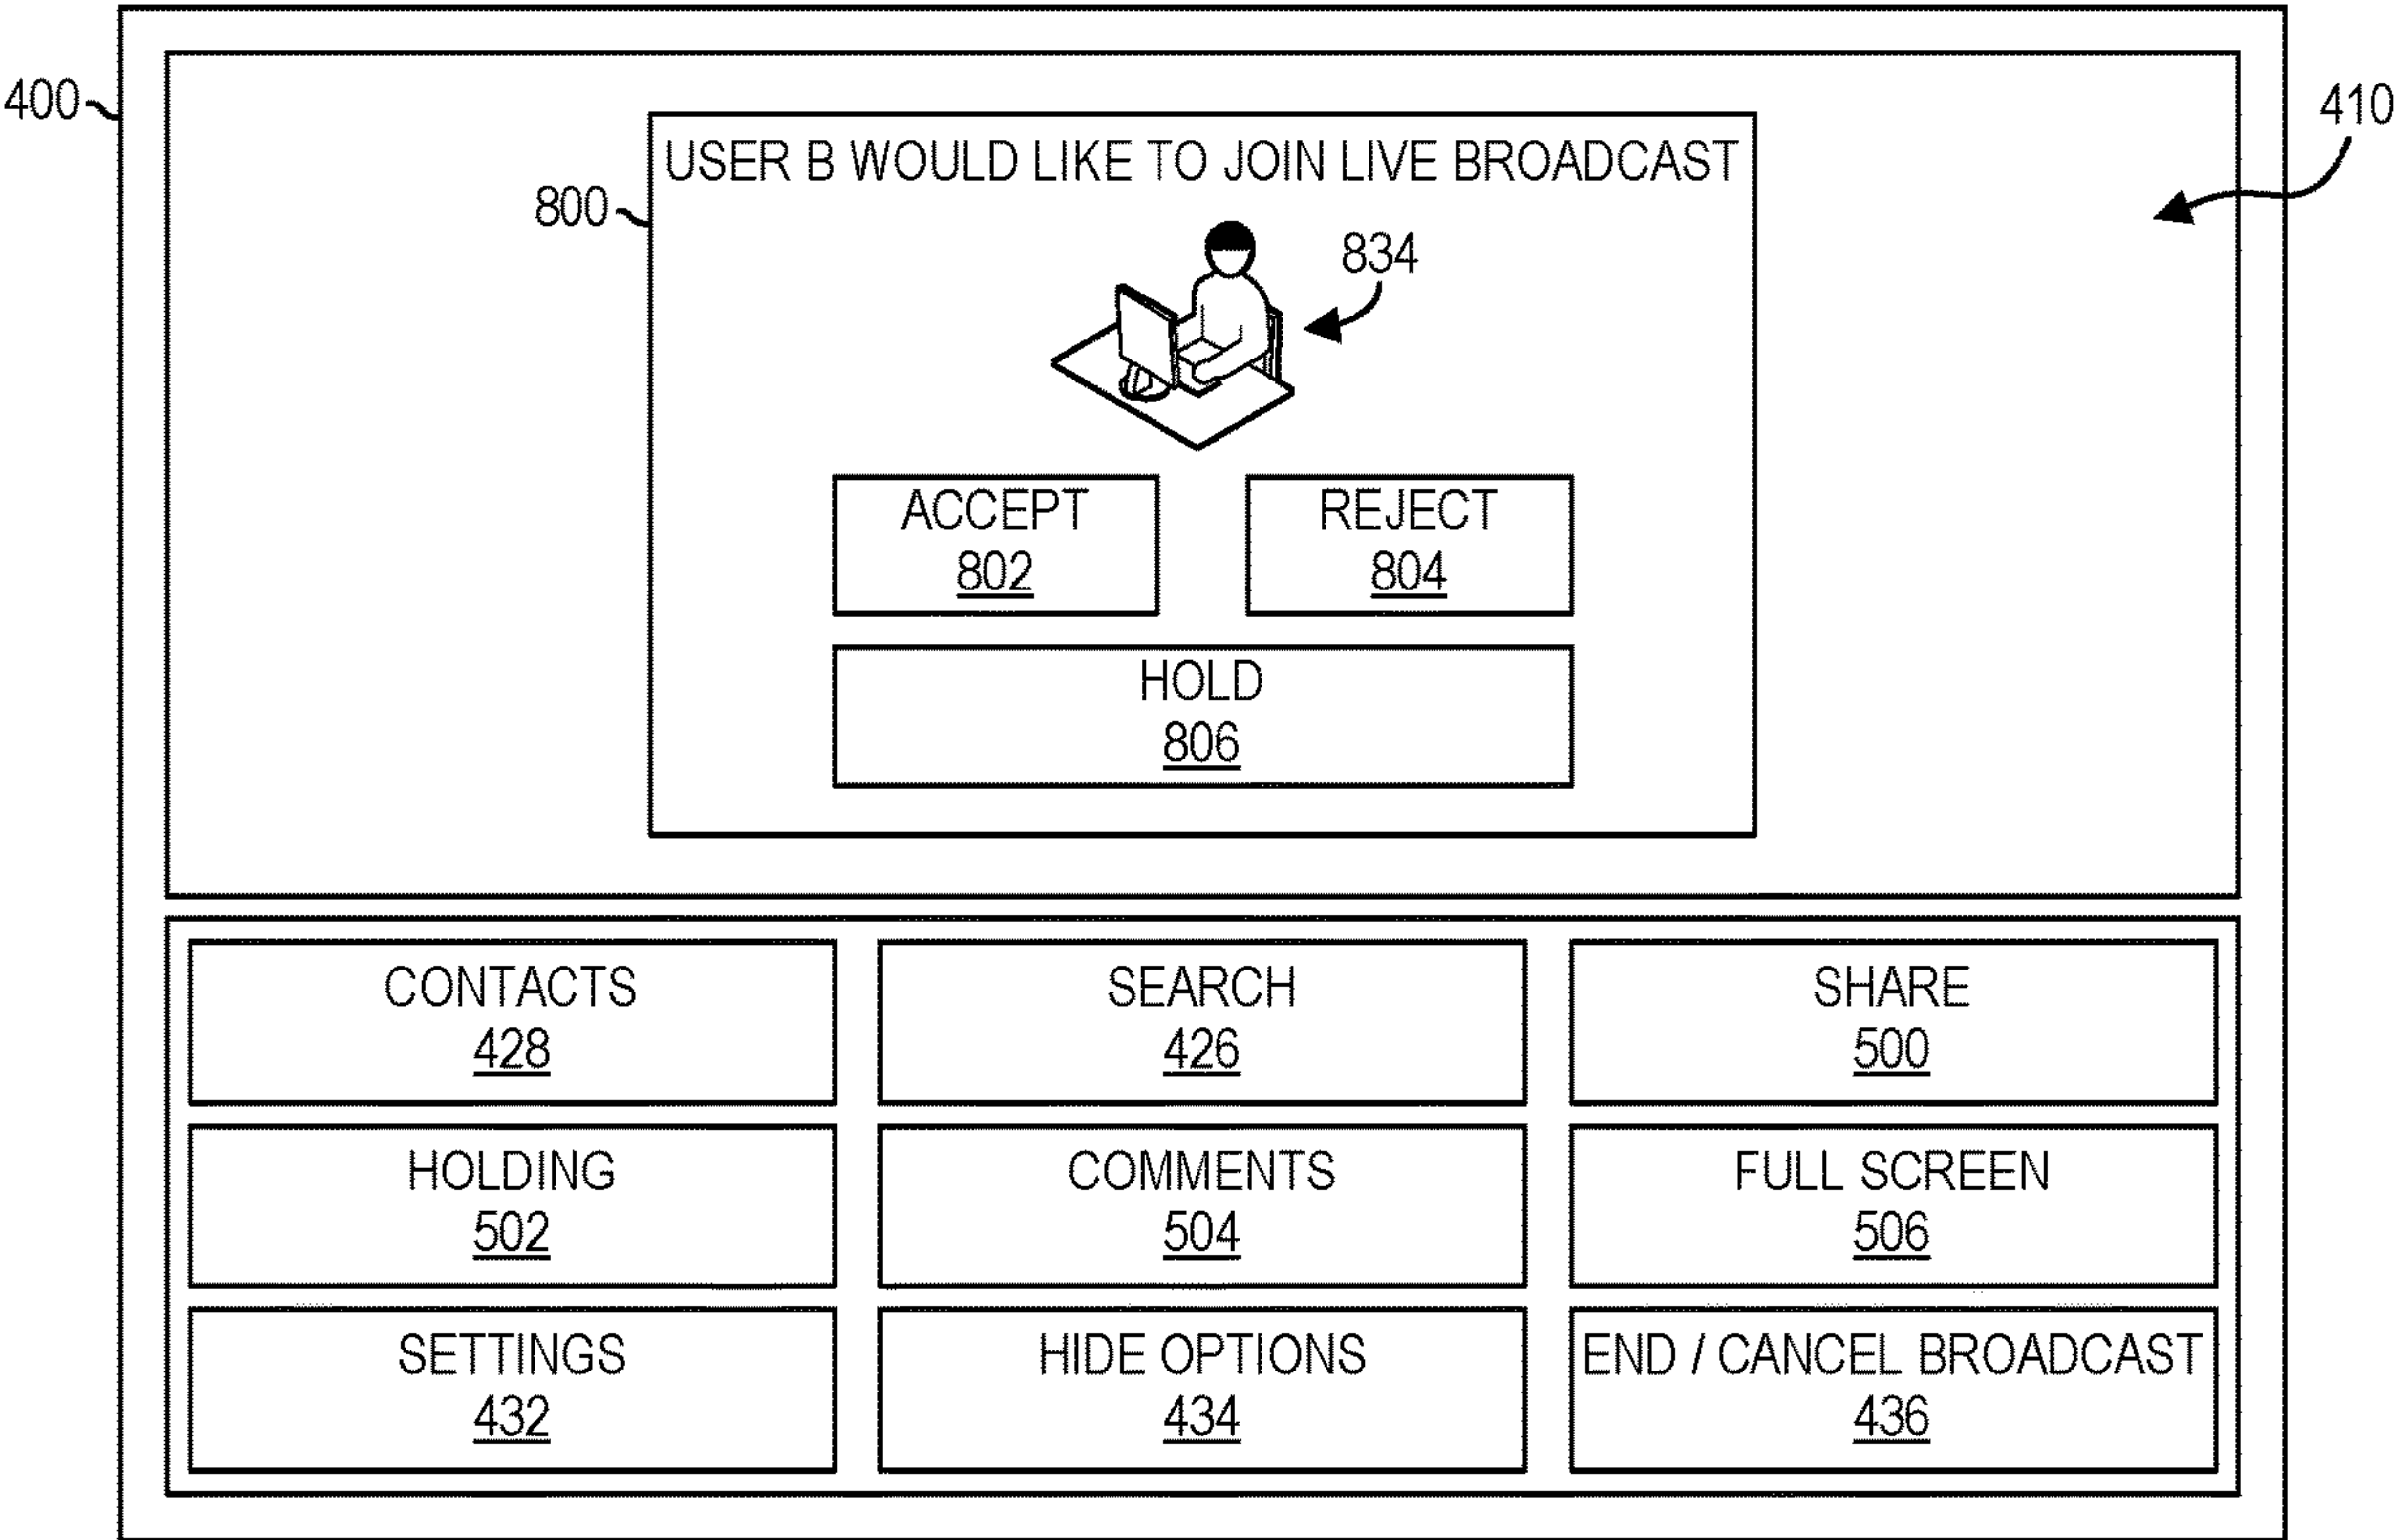 400
410
USER B WOULD LIKE TO JOIN LIVE BROADCAST
800
834
ACCEPT
802
REJECT
804
HOLD
806
CONTACTS
428
SEARCH
426
SHARE
500
HOLDING
502
COMMENTS
504
FULL SCREEN
506
SETTINGS
432
HIDE OPTIONS
434
END / CANCEL BROADCAST
436